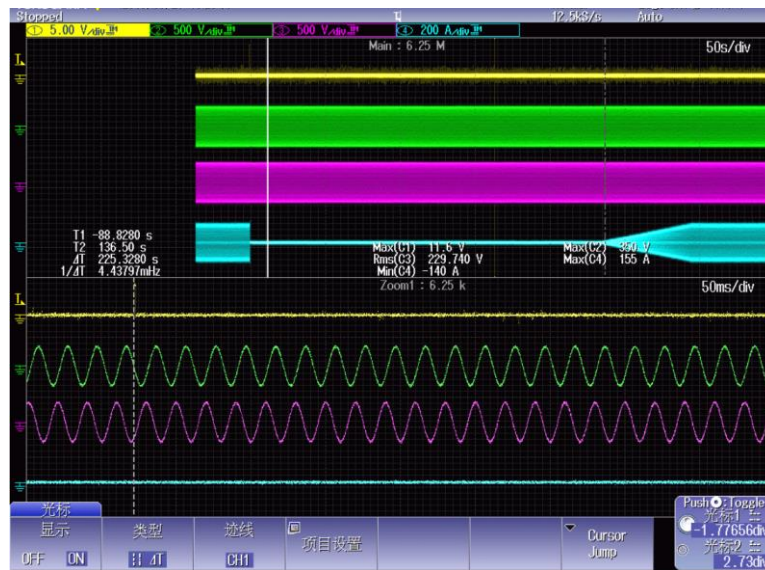 Stopped 12.5kS/s Auto
1 5.00 V/div 2 500 V/div 3 500 V/div 4 200 A/div
Main : 6.25 M 50s/div
T1 -88.8280 s
T2 136.50 s
ΔT 225.3280 s
1/ΔT 4.43797mHz
Max(C1) 11.6 V Max(C2) 350 V
Rms(C3) 229.740 V Max(C4) 155 A
Min(C4) -140 A
Zoom1 : 6.25 k 50ms/div
光标
显示 类型 迹线 项目设置 Cursor Jump
OFF ON ΔT CH1
Push :Toggle
光标1
-1.77656div
光标2
2.73div